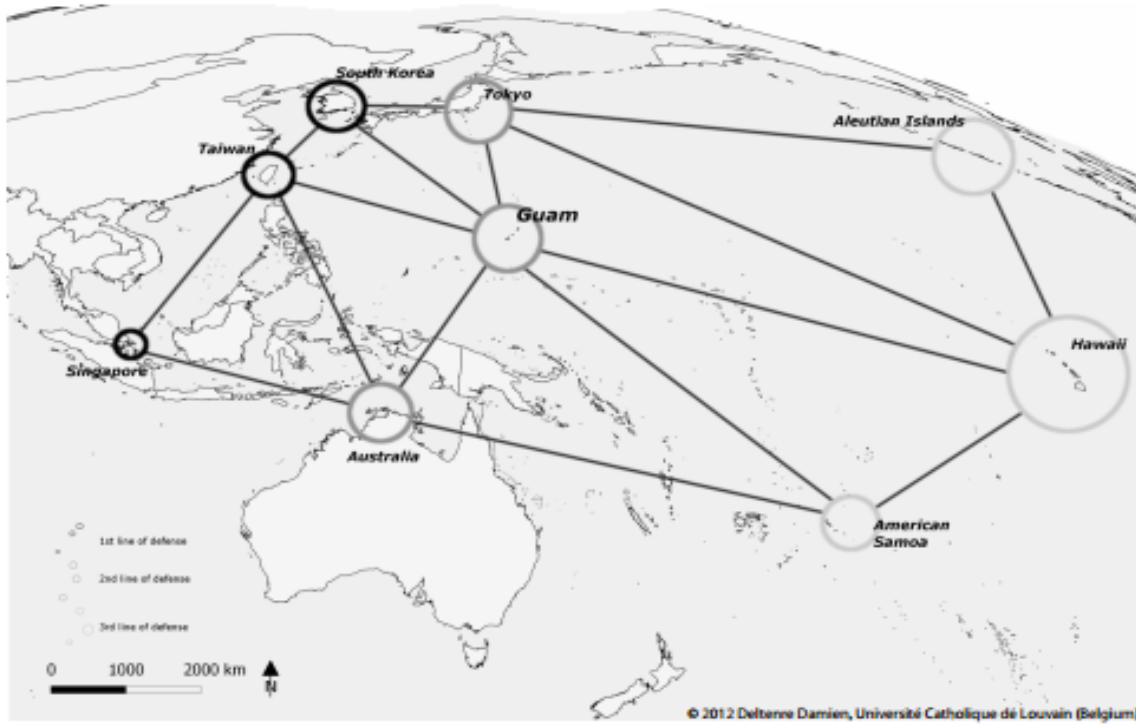 South Korea
Tokyo
Aleutian Islands
Taiwan
Guam
Hawaii
Singapore
Australia
American
Samoa
1st line of defense
2nd line of defense
3rd line of defense
0 1000 2000 km
N
© 2012 Deltenre Damien, Université Catholique de Louvain (Belgium)